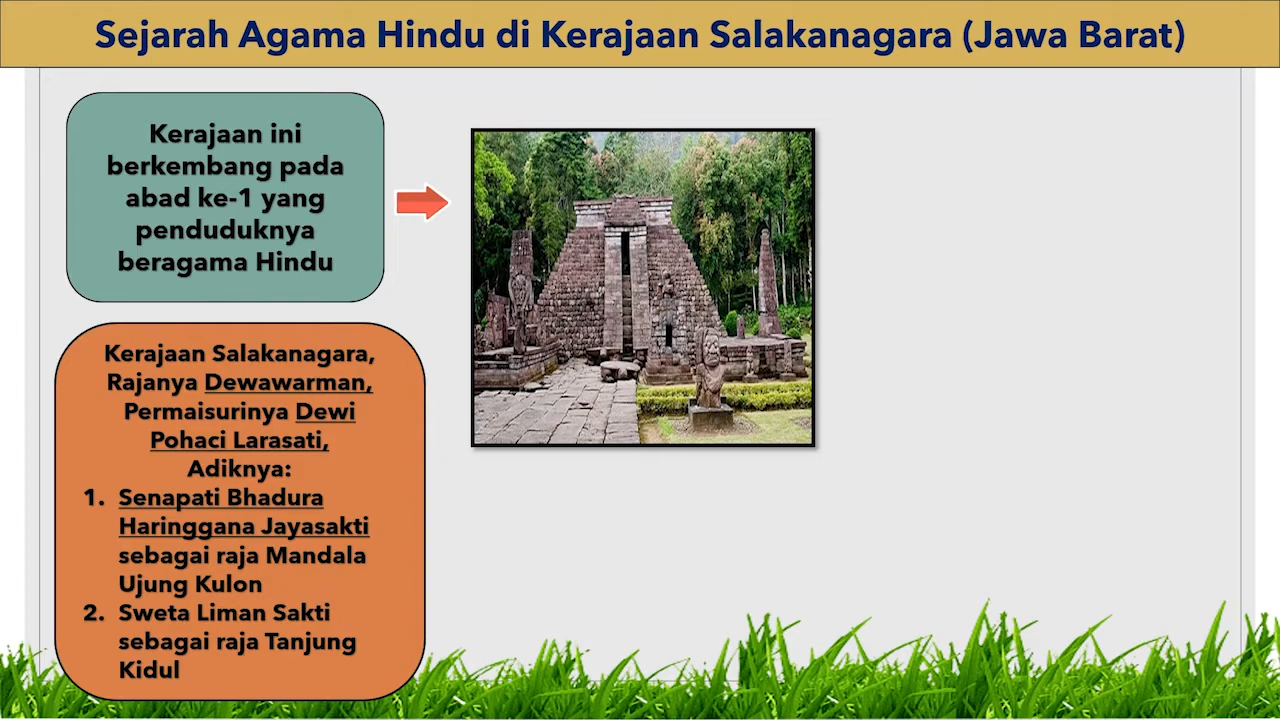 Sejarah Agama Hindu di Kerajaan Salakanagara (Jawa Barat)
Kerajaan ini
berkembang pada
abad ke-1 yang
penduduknya
beragama Hindu
Kerajaan Salakanagara,
Rajanya Dewawarman,
Permaisurinya Dewi
Pohaci Larasati,
Adiknya:
1. Senapati Bhadura
Haringgana Jayasakti
sebagai raja Mandala
Ujung Kulon
2. Sweta Liman Sakti
sebagai raja Tanjung
Kidul